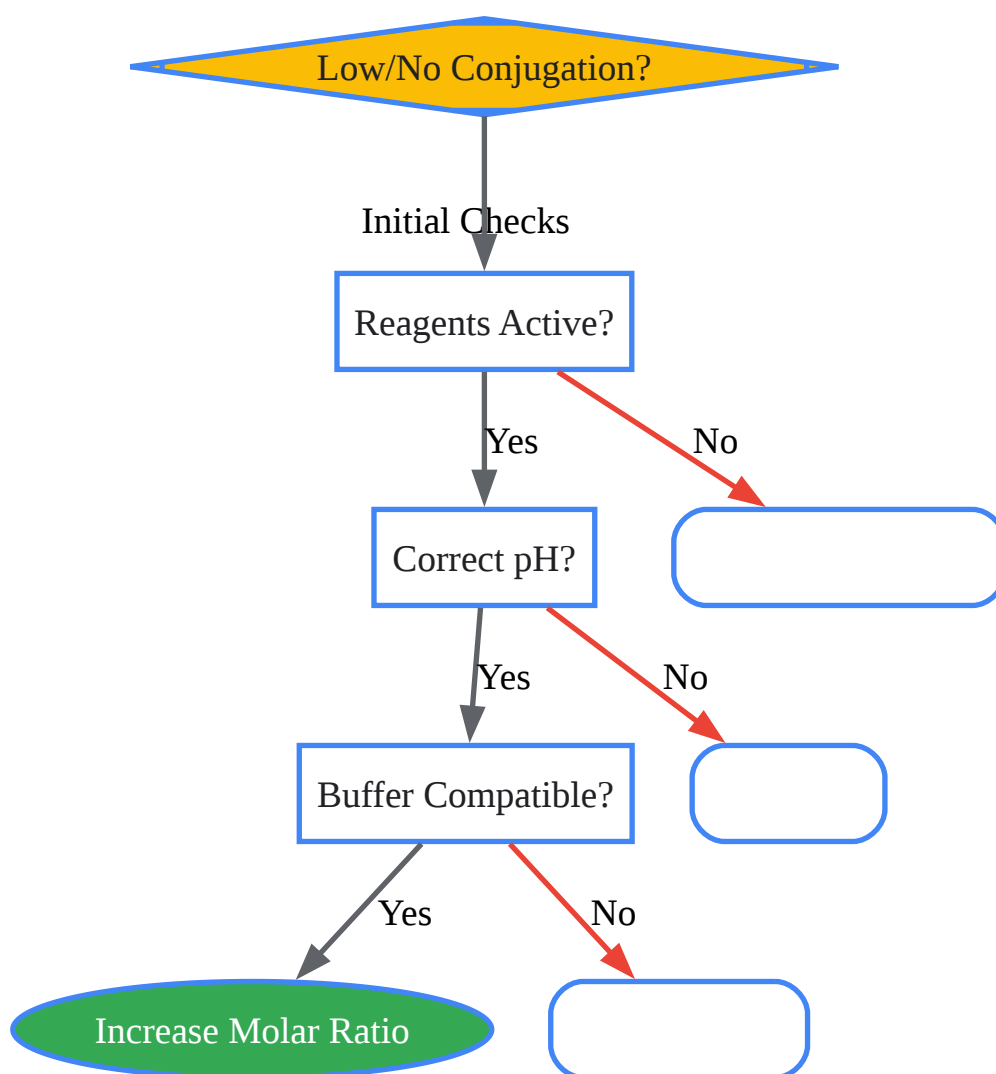 Low/No Conjugation?
Initial Checks
Reagents Active?
Yes
No
Correct pH?
Yes
No
Buffer Compatible?
Yes
No
Increase Molar Ratio